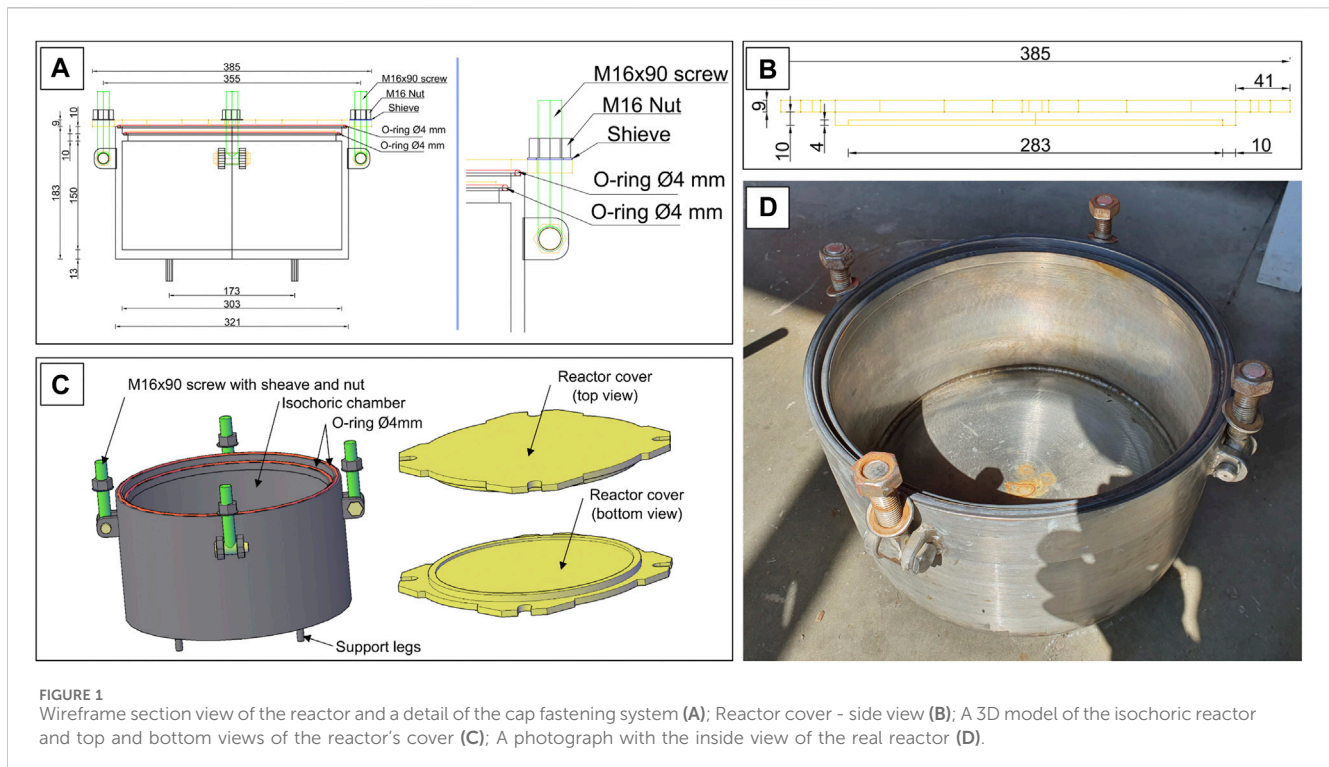 A
385
355
M16x90 screw
M16 Nut
Shieve
O-ring Ø4 mm
O-ring Ø4 mm
9
10
10
183
150
13
173
303
321
M16x90 screw
M16 Nut
Shieve
O-ring Ø4 mm
O-ring Ø4 mm
B
385
41
9
10
4
283
10
C
M16x90 screw with sheave and nut
Isochoric chamber
O-ring Ø4mm
Reactor cover
(top view)
Reactor cover
(bottom view)
Support legs
D
FIGURE 1
Wireframe section view of the reactor and a detail of the cap fastening system (A); Reactor cover - side view (B); A 3D model of the isochoric reactor
and top and bottom views of the reactor's cover (C); A photograph with the inside view of the real reactor (D).